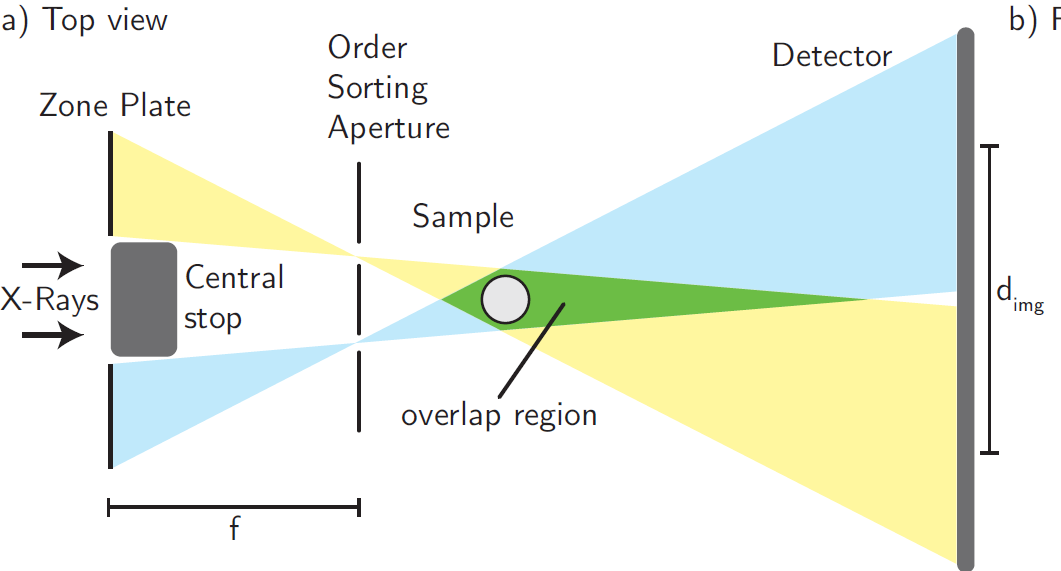 a) Top view
b) F
Order
Sorting
Aperture
Detector
Zone Plate
Sample
Central
stop
X-Rays
d_img
overlap region
f